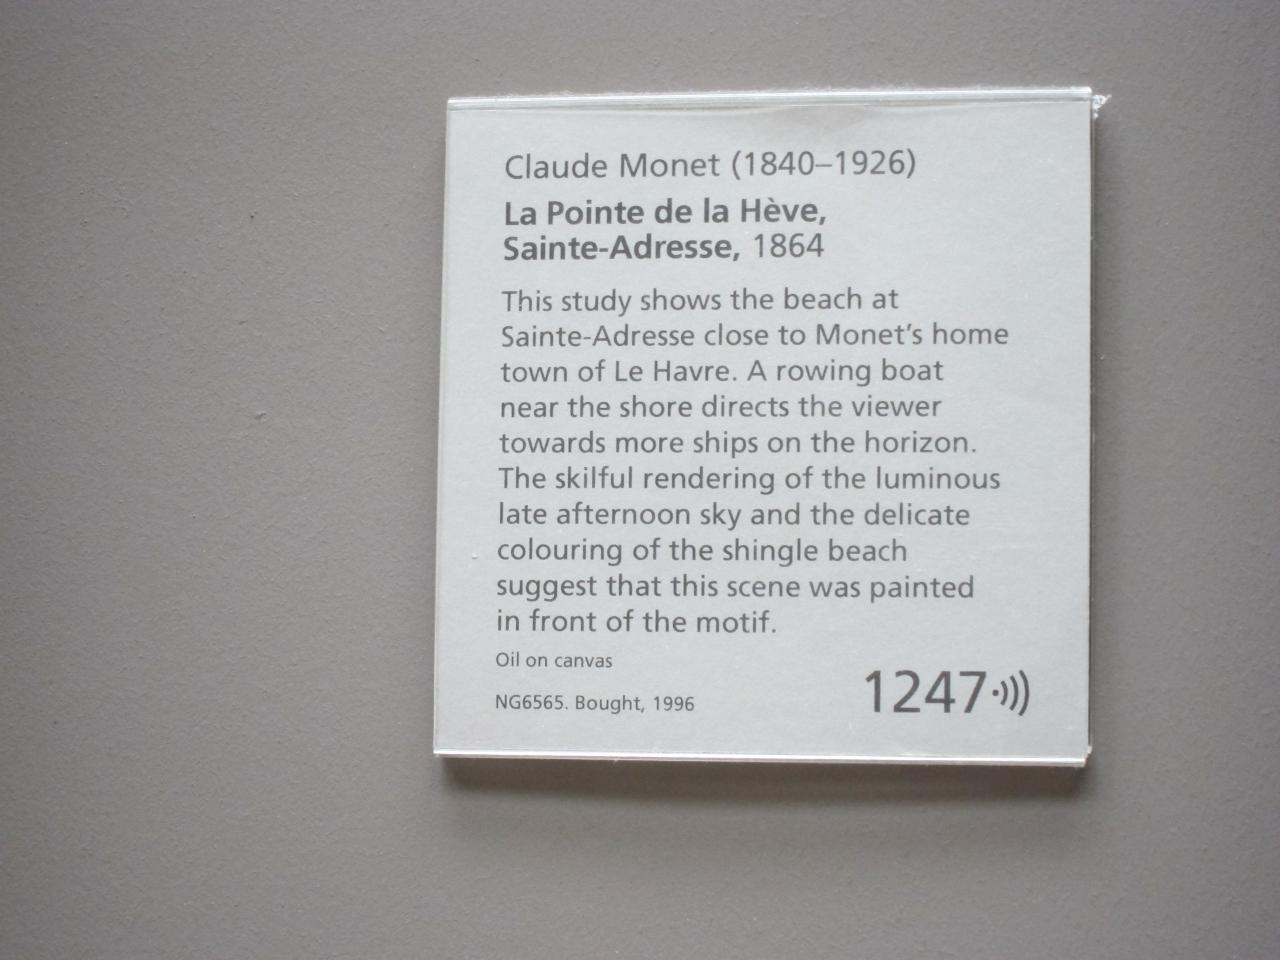 Claude Monet (1840–1926)
La Pointe de la Hève,
Sainte-Adresse, 1864
This study shows the beach at
Sainte-Adresse close to Monet's home
town of Le Havre. A rowing boat
near the shore directs the viewer
towards more ships on the horizon.
The skilful rendering of the luminous
late afternoon sky and the delicate
colouring of the shingle beach
suggest that this scene was painted
in front of the motif.
Oil on canvas
NG6565. Bought, 1996
1247